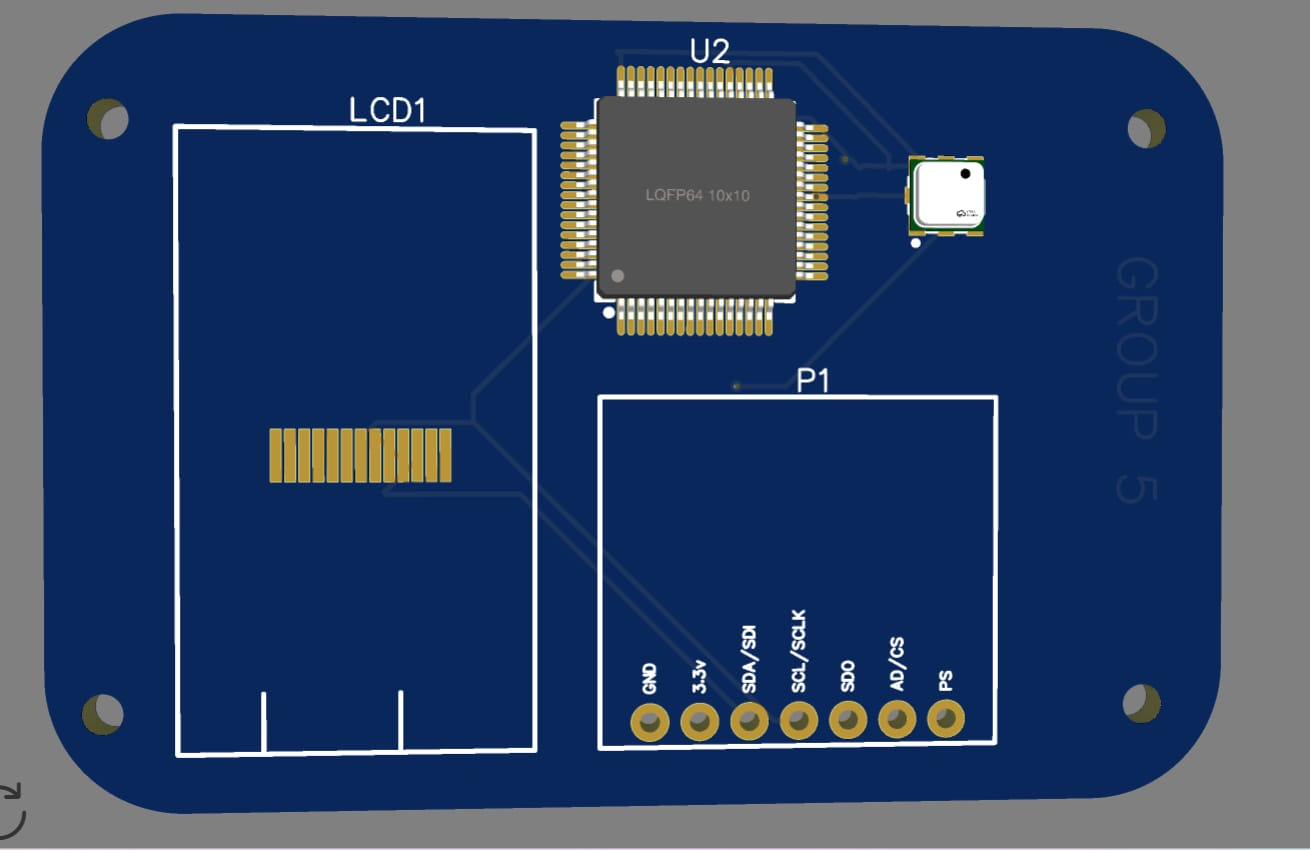 U2
LCD1
LQFP64 10x10
GROUP 5
P1
GND
3.3v
SDA/SDI
SCL/SCLK
SDO
AD/CS
PS